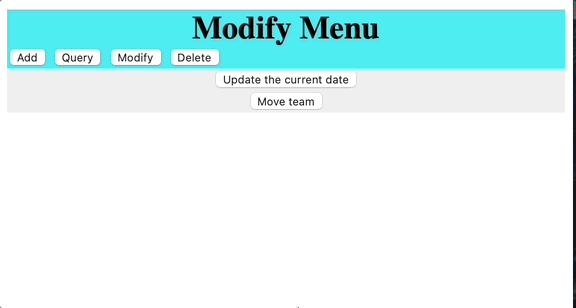 Modify Menu
Add Query Modify Delete
Update the current date
Move team